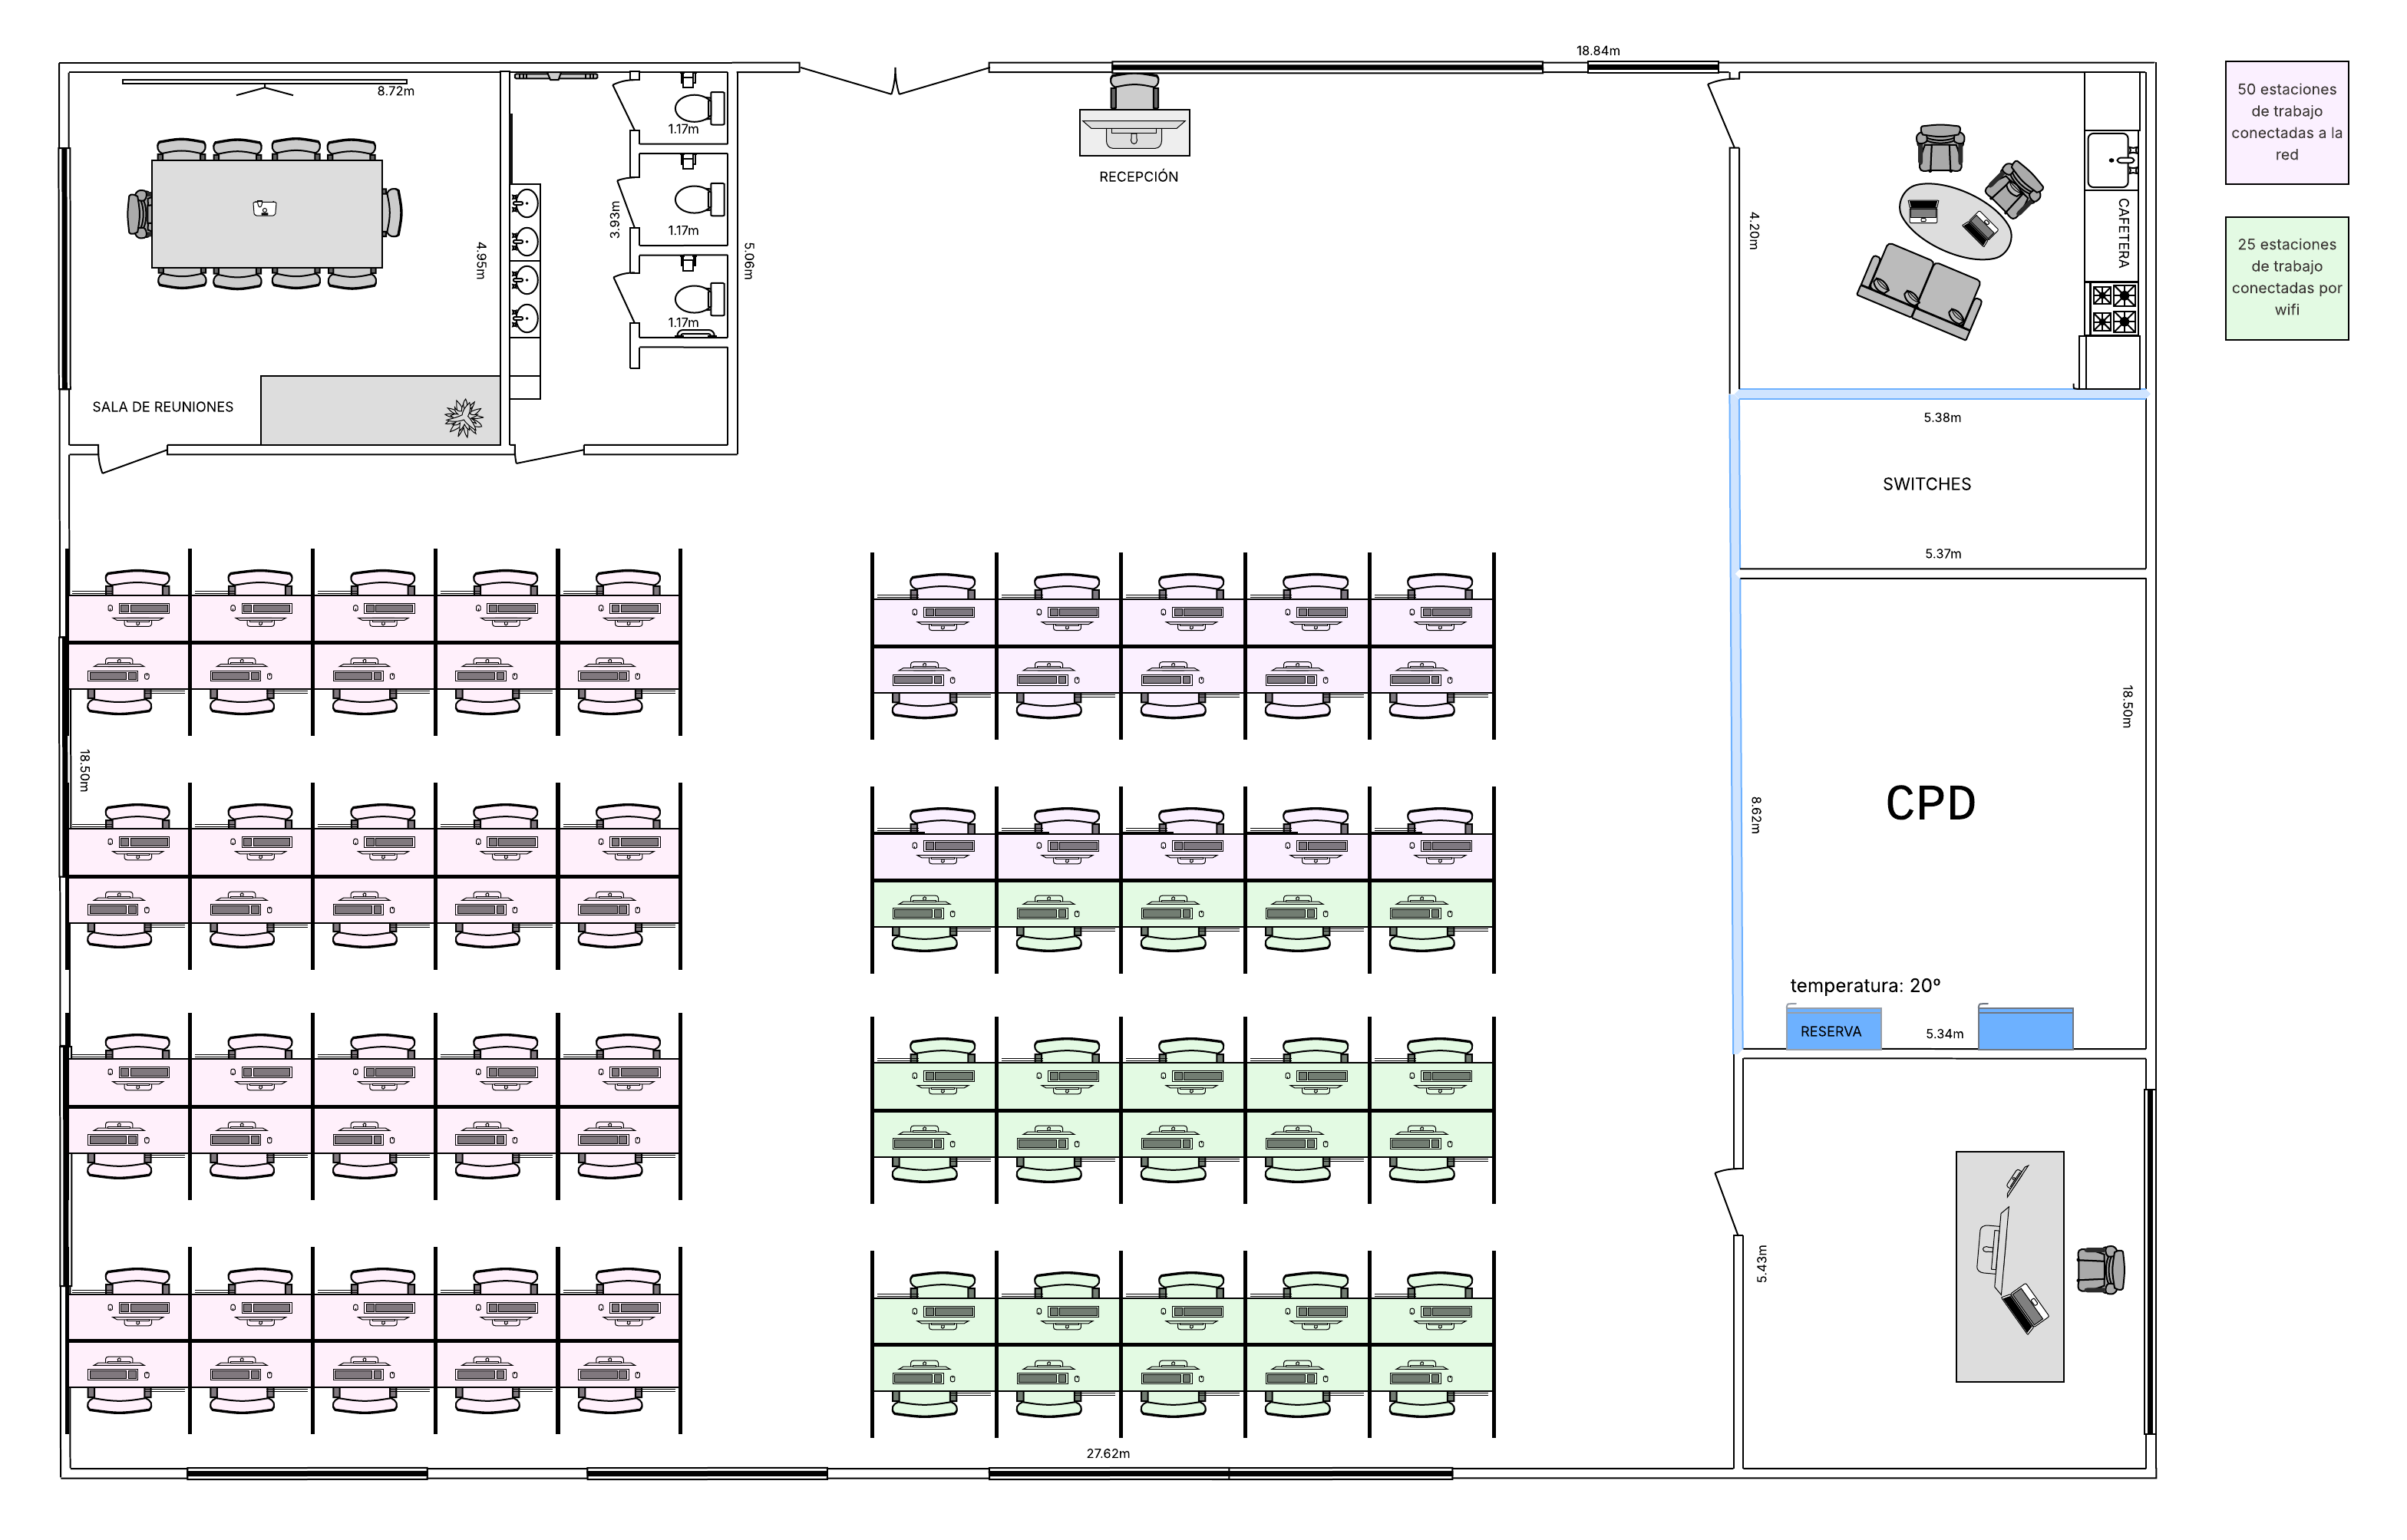 18.84m
8.72m
50 estaciones
de trabajo
conectadas a la
red
1.17m
RECEPCIÓN
3.93m
1.17m
4.20m
CAFETERA
25 estaciones
de trabajo
conectadas por
wifi
4.95m
5.06m
1.17m
SALA DE REUNIONES
5.38m
SWITCHES
5.37m
18.50m
18.50m
CPD
8.62m
temperatura: 20º
RESERVA
5.34m
5.43m
27.62m